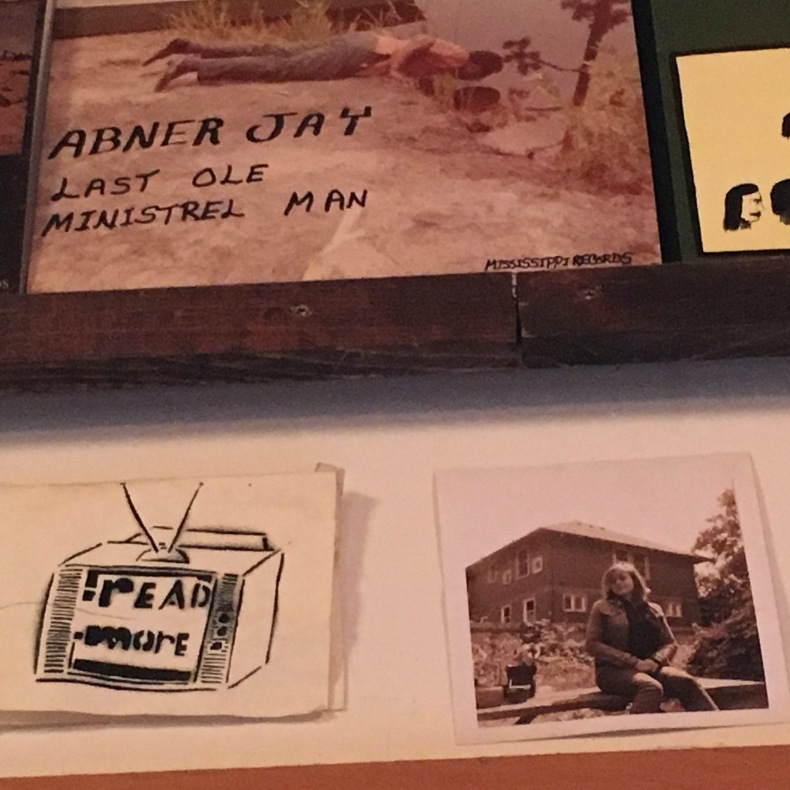 ABNER JAY
LAST OLE
MINISTREL MAN
MISSISSIPPI RECORDS
READ
MORE